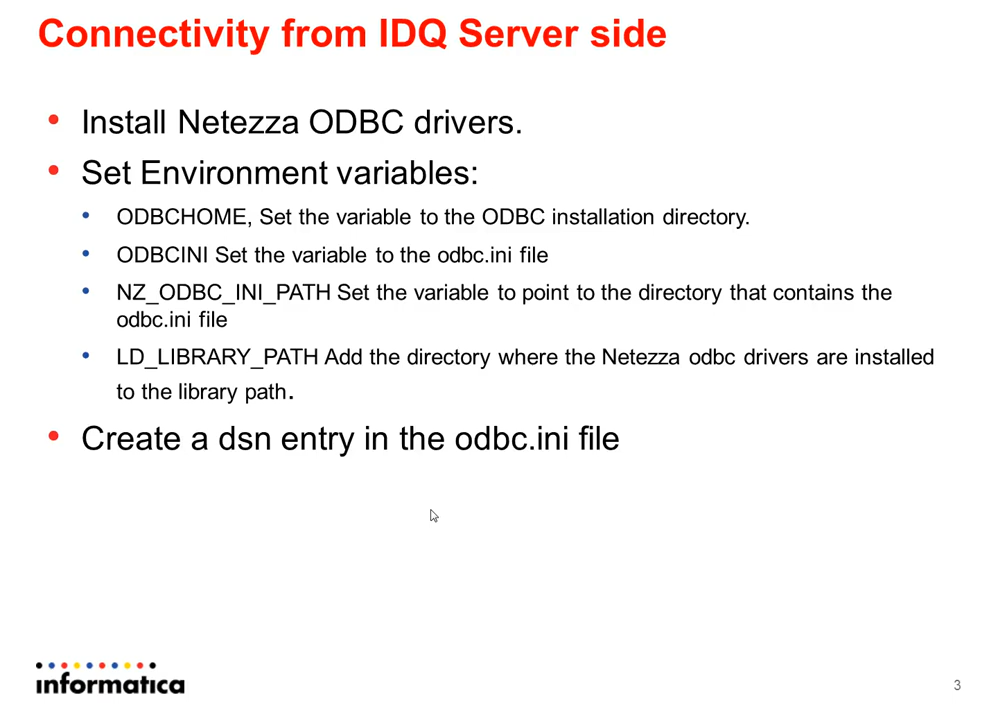 Connectivity from IDQ Server side
• Install Netezza ODBC drivers.
• Set Environment variables:
• ODBCHOME, Set the variable to the ODBC installation directory.
• ODBCINI Set the variable to the odbc.ini file
• NZ_ODBC_INI_PATH Set the variable to point to the directory that contains the
odbc.ini file
• LD_LIBRARY_PATH Add the directory where the Netezza odbc drivers are installed
to the library path.
• Create a dsn entry in the odbc.ini file
informatica
3